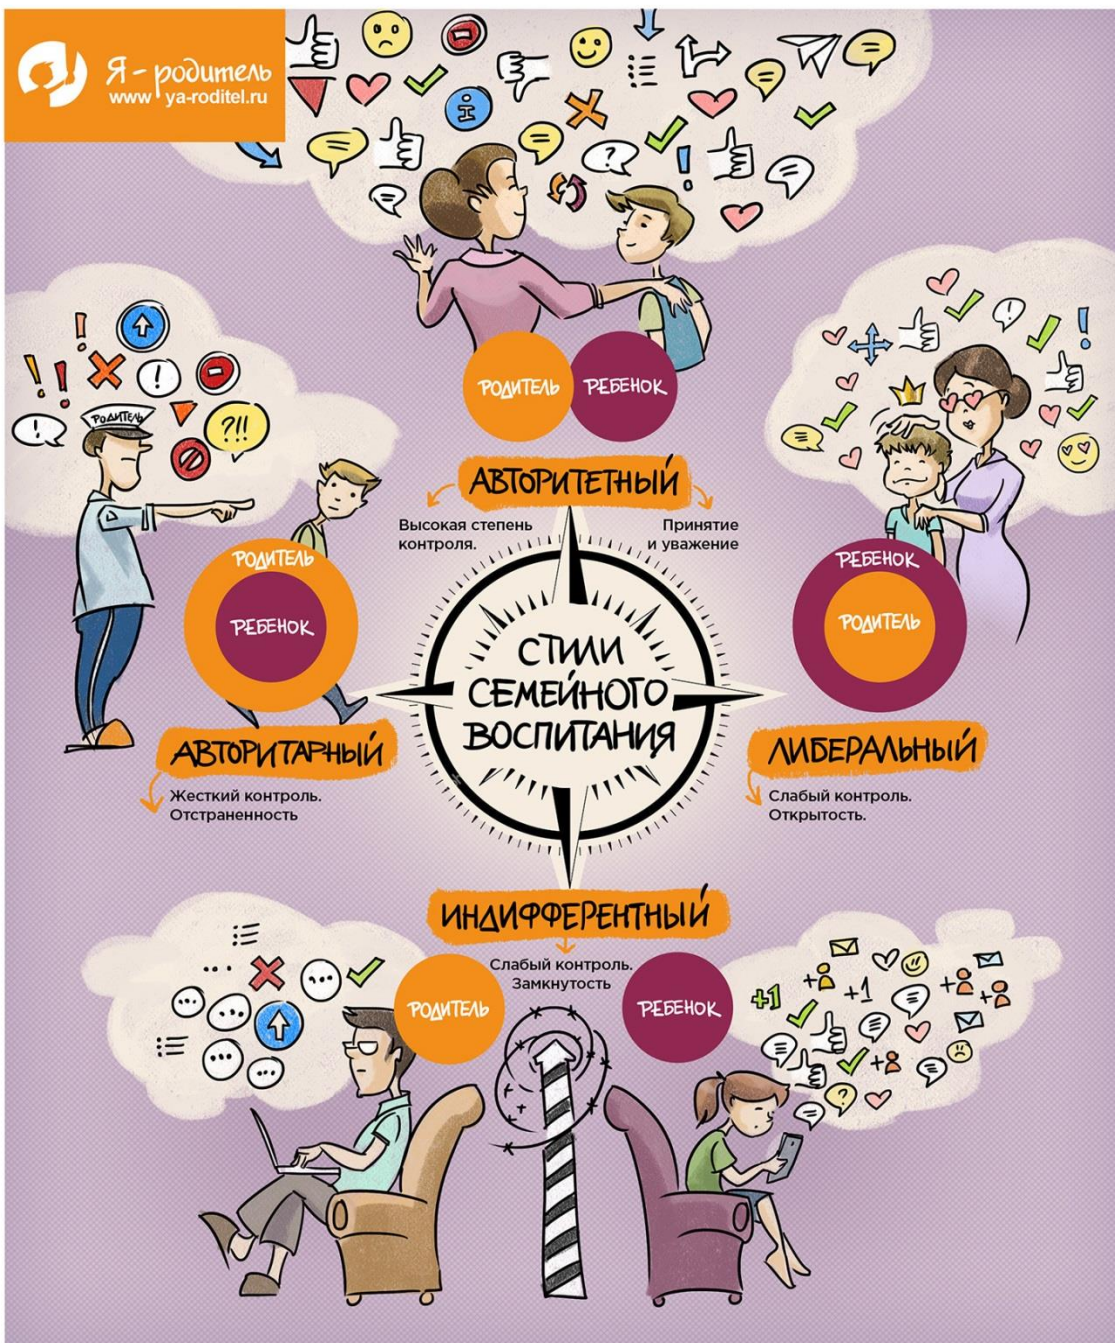 Я - родитель
www ya-roditel.ru
РОДИТЕЛЬ
РЕБЕНОК
АВТОРИТЕТНЫЙ
Высокая степень
контроля.
Принятие
и уважение
?
!
!
!
!
!
?!!
РОДИТЕЛЬ
РОДИТЕЛЬ
РЕБЕНОК
АВТОРИТАРНЫЙ
Жесткий контроль.
Отстраненность
СТИЛИ
СЕМЕЙНОГО
ВОСПИТАНИЯ
!
!
РЕБЕНОК
РОДИТЕЛЬ
ЛИБЕРАЛЬНЫЙ
Слабый контроль.
Открытость.
ИНДИФФЕРЕНТНЫЙ
Слабый контроль.
Замкнутость
РОДИТЕЛЬ
РЕБЕНОК
+1
+1
?